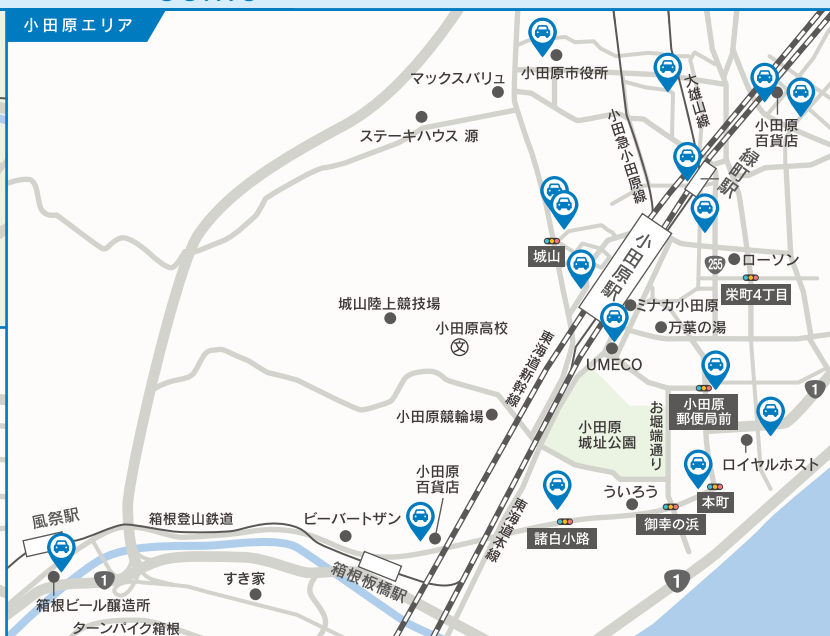 小田原エリア
小田原市役所
マックスバリュ
大雄山線
小田原
百貨店
ステーキハウス 源
小田急小田原線
緑町駅
城山
小田原駅
255
ローソン
栄町4丁目
城山陸上競技場
ミナカ小田原
小田原高校
文
万葉の湯
東海道新幹線
UMECO
1
小田原
郵便局前
お堀端通り
小田原競輪場
小田原
城址公園
ロイヤルホスト
小田原
百貨店
ういろう
本町
風祭駅
箱根登山鉄道
ビーバートザン
東海道本線
御幸の浜
諸白小路
箱根板橋駅
1
すき家
1
箱根ビール醸造所
ターンパイク箱根